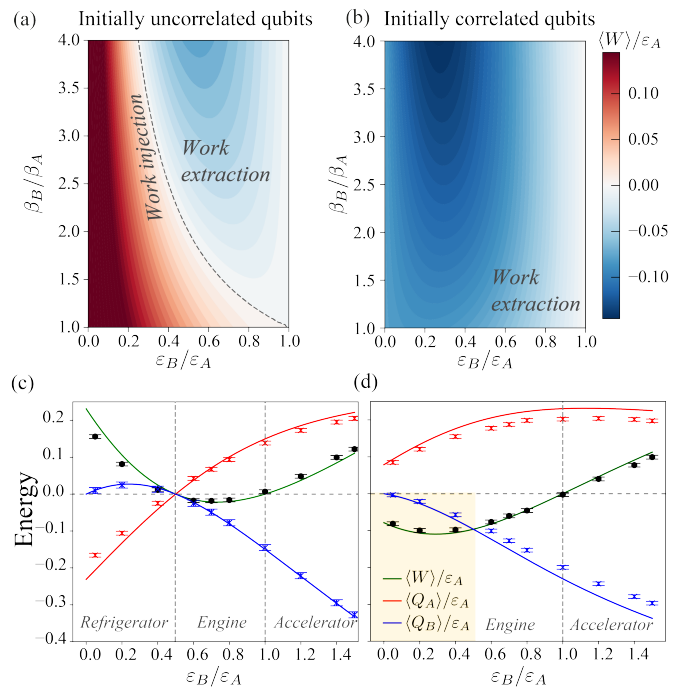 (a) Initially uncorrelated qubits
(b) Initially correlated qubits
⟨W⟩/εA
4.0
3.5
3.0
2.5
2.0
1.5
1.0
βB/βA
Work injection
Work
extraction
0.0 0.2 0.4 0.6 0.8 1.0
εB/εA
4.0
3.5
3.0
2.5
2.0
1.5
1.0
βB/βA
Work
extraction
0.0 0.2 0.4 0.6 0.8 1.0
εB/εA
0.10
0.05
0.00
−0.05
−0.10
(c)
0.2
0.1
0.0
−0.1
−0.2
−0.3
−0.4
Energy
Refrigerator Engine Accelerator
0.0 0.2 0.4 0.6 0.8 1.0 1.2 1.4
εB/εA
(d)
⟨W⟩/εA
⟨QA⟩/εA
⟨QB⟩/εA
Engine Accelerator
0.0 0.2 0.4 0.6 0.8 1.0 1.2 1.4
εB/εA